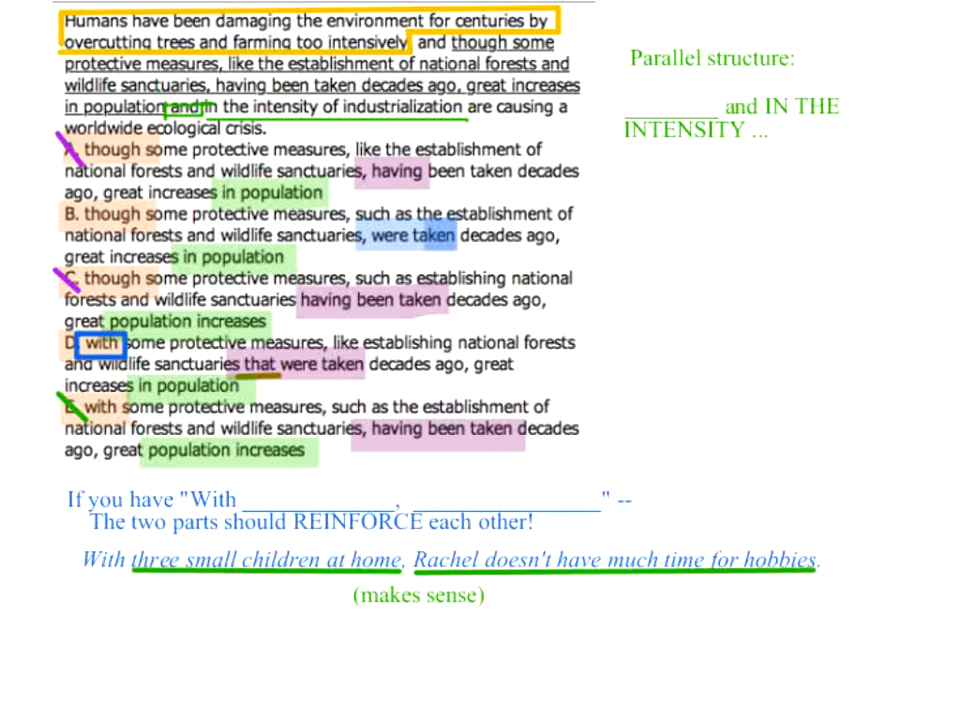 Humans have been damaging the environment for centuries by
overcutting trees and farming too intensively, and though some
protective measures, like the establishment of national forests and
wildlife sanctuaries, having been taken decades ago, great increases
in population and in the intensity of industrialization are causing a
worldwide ecological crisis.
A. though some protective measures, like the establishment of
national forests and wildlife sanctuaries, having been taken decades
ago, great increases in population
B. though some protective measures, such as the establishment of
national forests and wildlife sanctuaries, were taken decades ago,
great increases in population
C. though some protective measures, such as establishing national
forests and wildlife sanctuaries having been taken decades ago,
great population increases
D. with some protective measures, like establishing national forests
and wildlife sanctuaries that were taken decades ago, great
increases in population
E. with some protective measures, such as the establishment of
national forests and wildlife sanctuaries, having been taken decades
ago, great population increases
Parallel structure:
________ and IN THE
INTENSITY ...
If you have "With _____________, ________________" --
The two parts should REINFORCE each other!
With three small children at home, Rachel doesn't have much time for hobbies.
(makes sense)